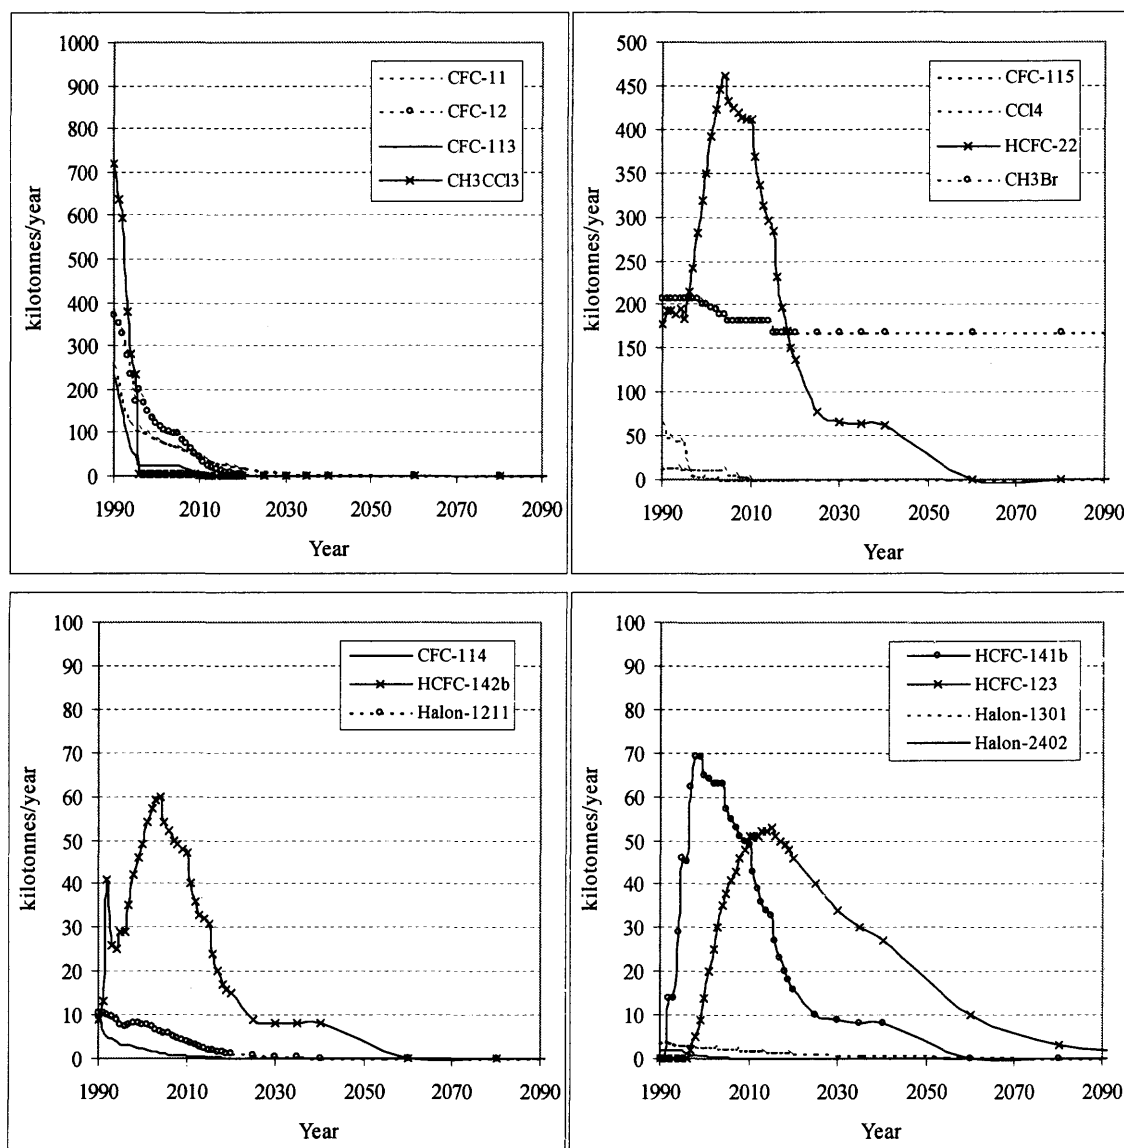 1000
900
800
700
600
500
400
300
200
100
0
kilotonnes/year
CFC-11
CFC-12
CFC-113
CH3CCl3
1990 2010 2030 2050 2070 2090
Year
500
450
400
350
300
250
200
150
100
50
0
kilotonnes/year
CFC-115
CCl4
HCFC-22
CH3Br
1990 2010 2030 2050 2070 2090
Year
100
90
80
70
60
50
40
30
20
10
0
kilotonnes/year
CFC-114
HCFC-142b
Halon-1211
1990 2010 2030 2050 2070 2090
Year
100
90
80
70
60
50
40
30
20
10
0
kilotonnes/year
HCFC-141b
HCFC-123
Halon-1301
Halon-2402
1990 2010 2030 2050 2070 2090
Year